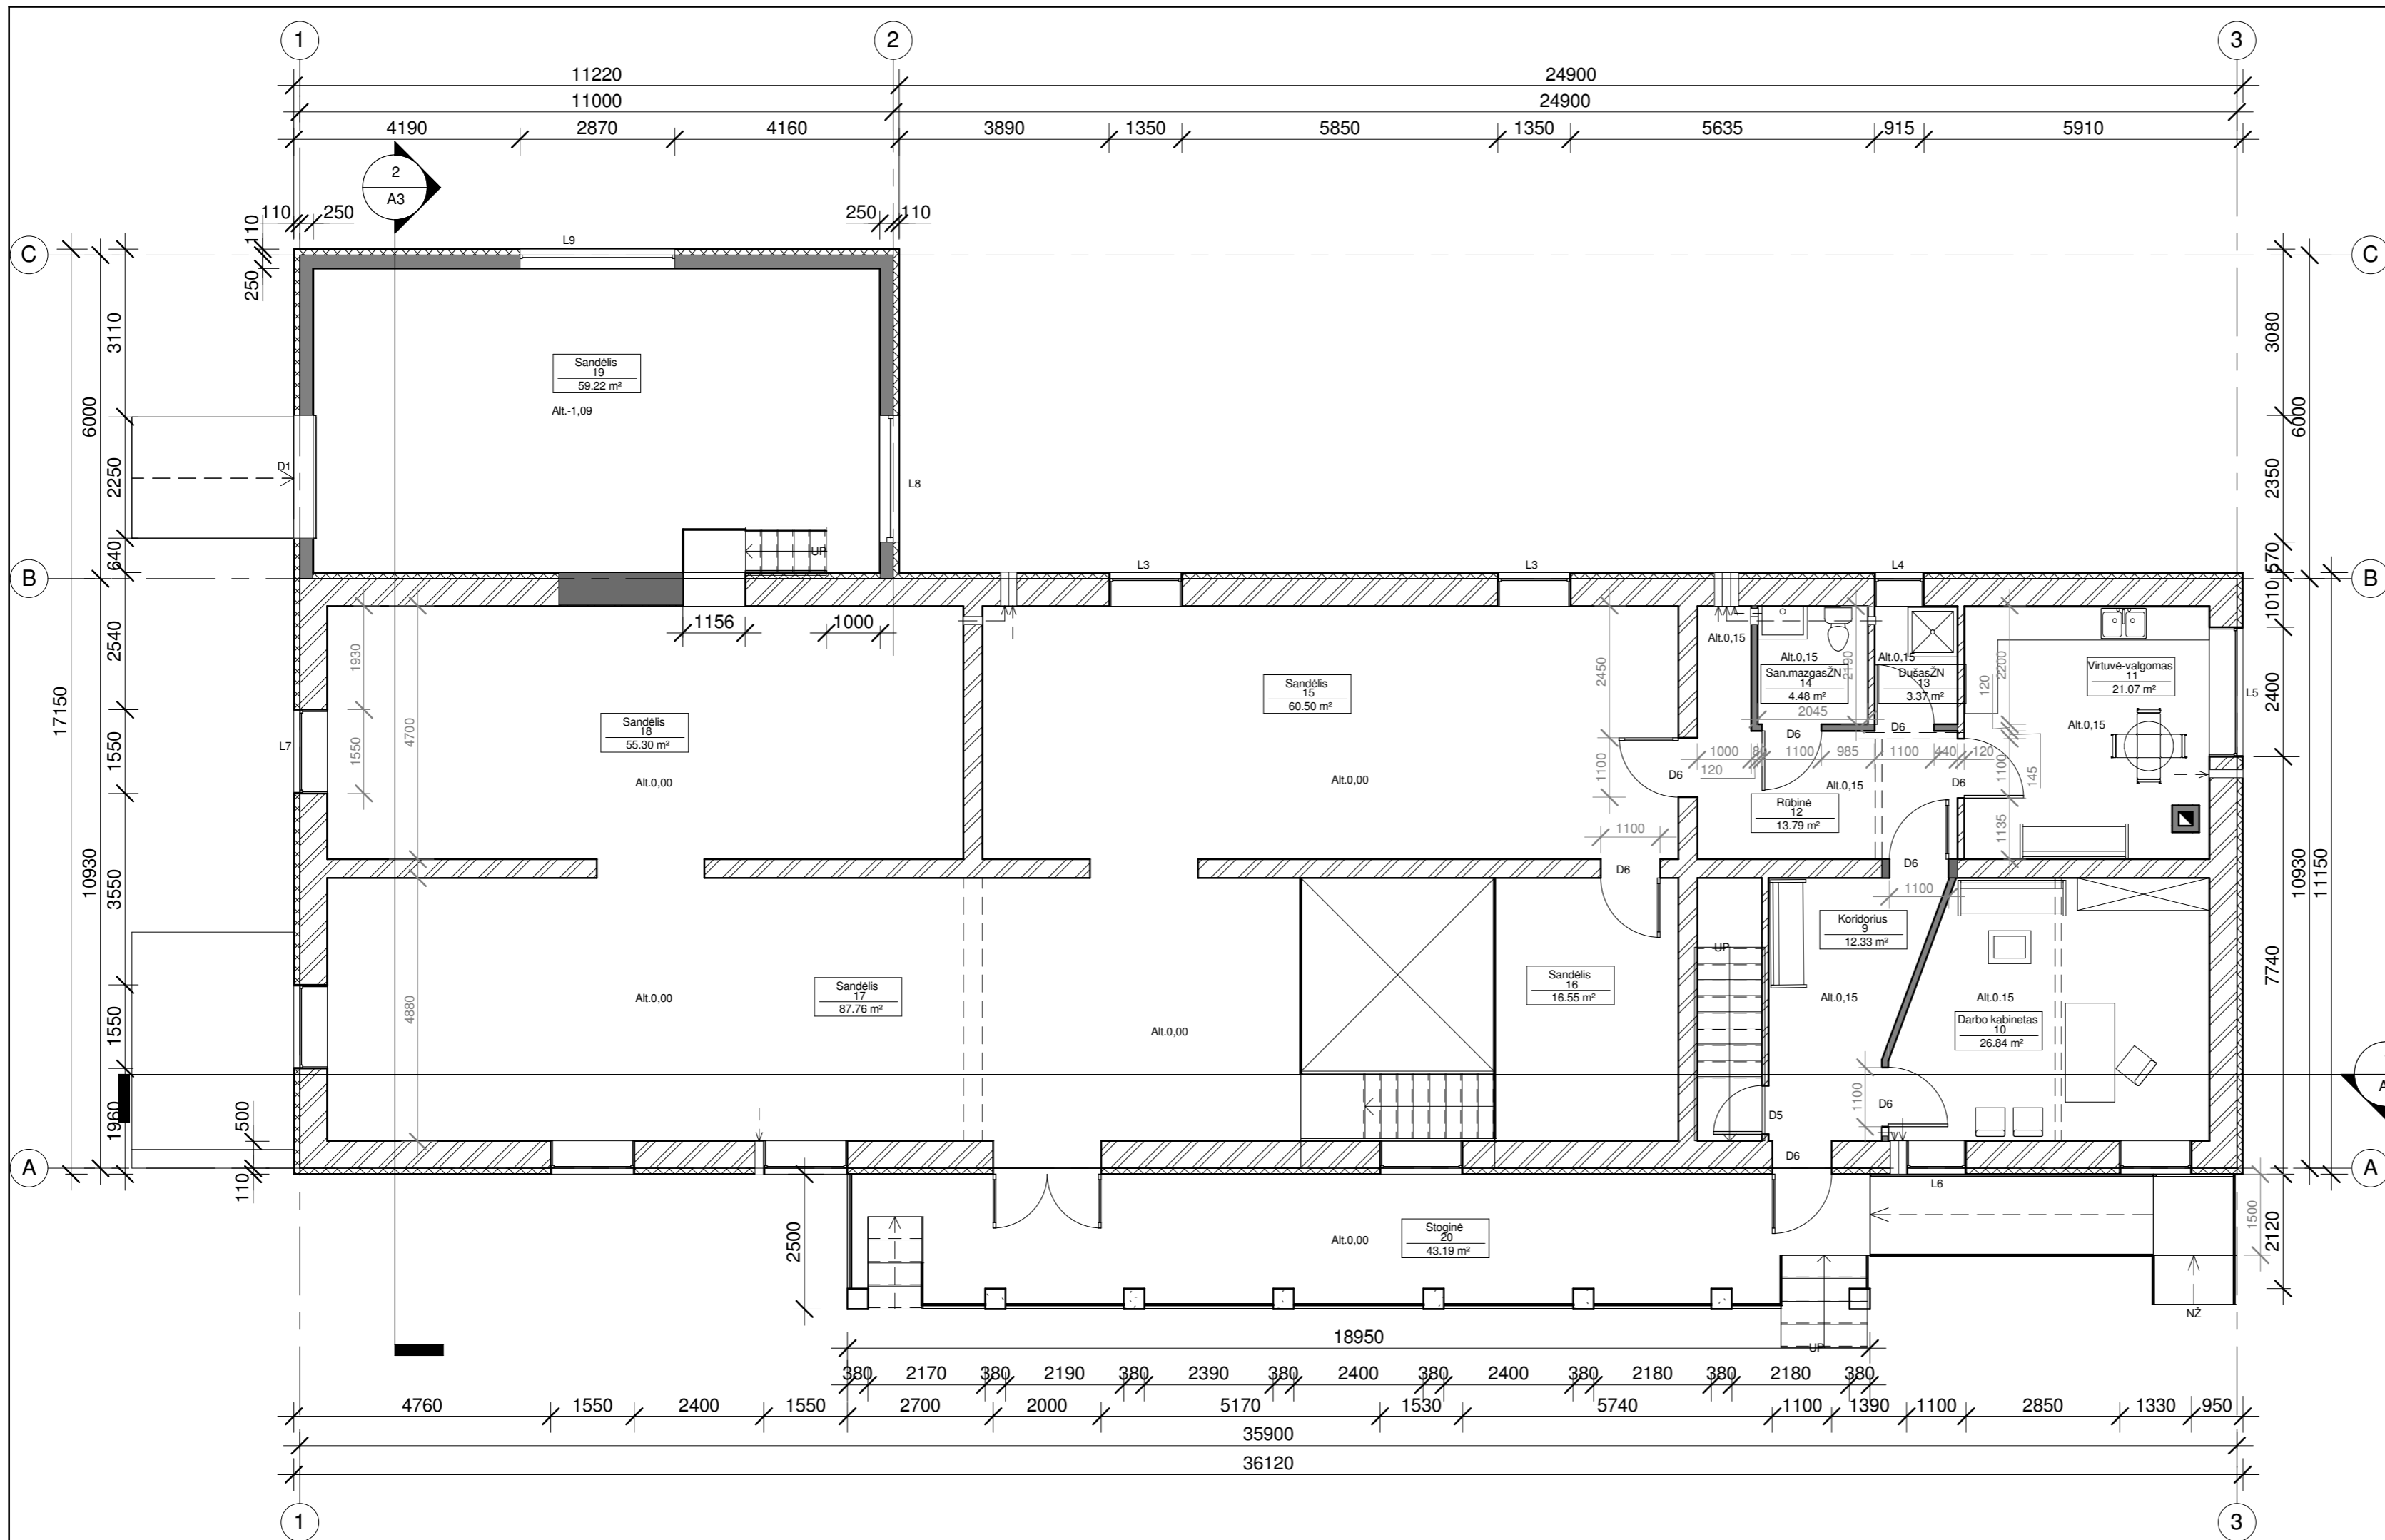 1
2
3
11220
24900
11000
24900
4190
2870
4160
3890
1350
5850
1350
5635
915
5910
2
A3
110
250
250
110
110
250
L9
C
C
3110
6000
2250
640
17150
3080
6000
2350
570
Sandėlis
19
59.22 m²
Alt.-1,09
D1
L8
UP
B
B
L3
L3
L4
1156
1000
2540
1550
3550
1550
1960
10930
500
110
1930
1550
4700
4880
L7
1010
2400
7740
10930
11150
L5
Sandėlis
18
55.30 m²
Alt.0,00
Sandėlis
15
60.50 m²
Alt.0,00
2450
1100
1100
D6
D6
Alt.0,15
Alt.0,15
San.mazgasŽN
14
4.48 m²
2190
2045
Alt.0,15
DušasŽN
13
3.37 m²
2200
120
Virtuvė-valgomas
11
21.07 m²
Alt.0,15
D6
D6
D6
1000
80
1100
985
1100
440
120
120
1100
145
1135
Alt.0,15
Rūbinė
12
13.79 m²
D6
1100
Sandėlis
17
87.76 m²
Alt.0,00
Alt.0,00
Sandėlis
16
16.55 m²
UP
Koridorius
9
12.33 m²
Alt.0,15
Alt.0.15
Darbo kabinetas
10
26.84 m²
1100
D5
D6
D6
A
A
A
L6
1500
2120
2500
Stoginė
20
43.19 m²
Alt.0,00
UP
NŽ
18950
380
2170
380
2190
380
2390
380
2400
380
2400
380
2180
380
2180
380
4760
1550
2400
1550
2700
2000
5170
1530
5740
1100
1390
1100
2850
1330
950
35900
36120
1
3